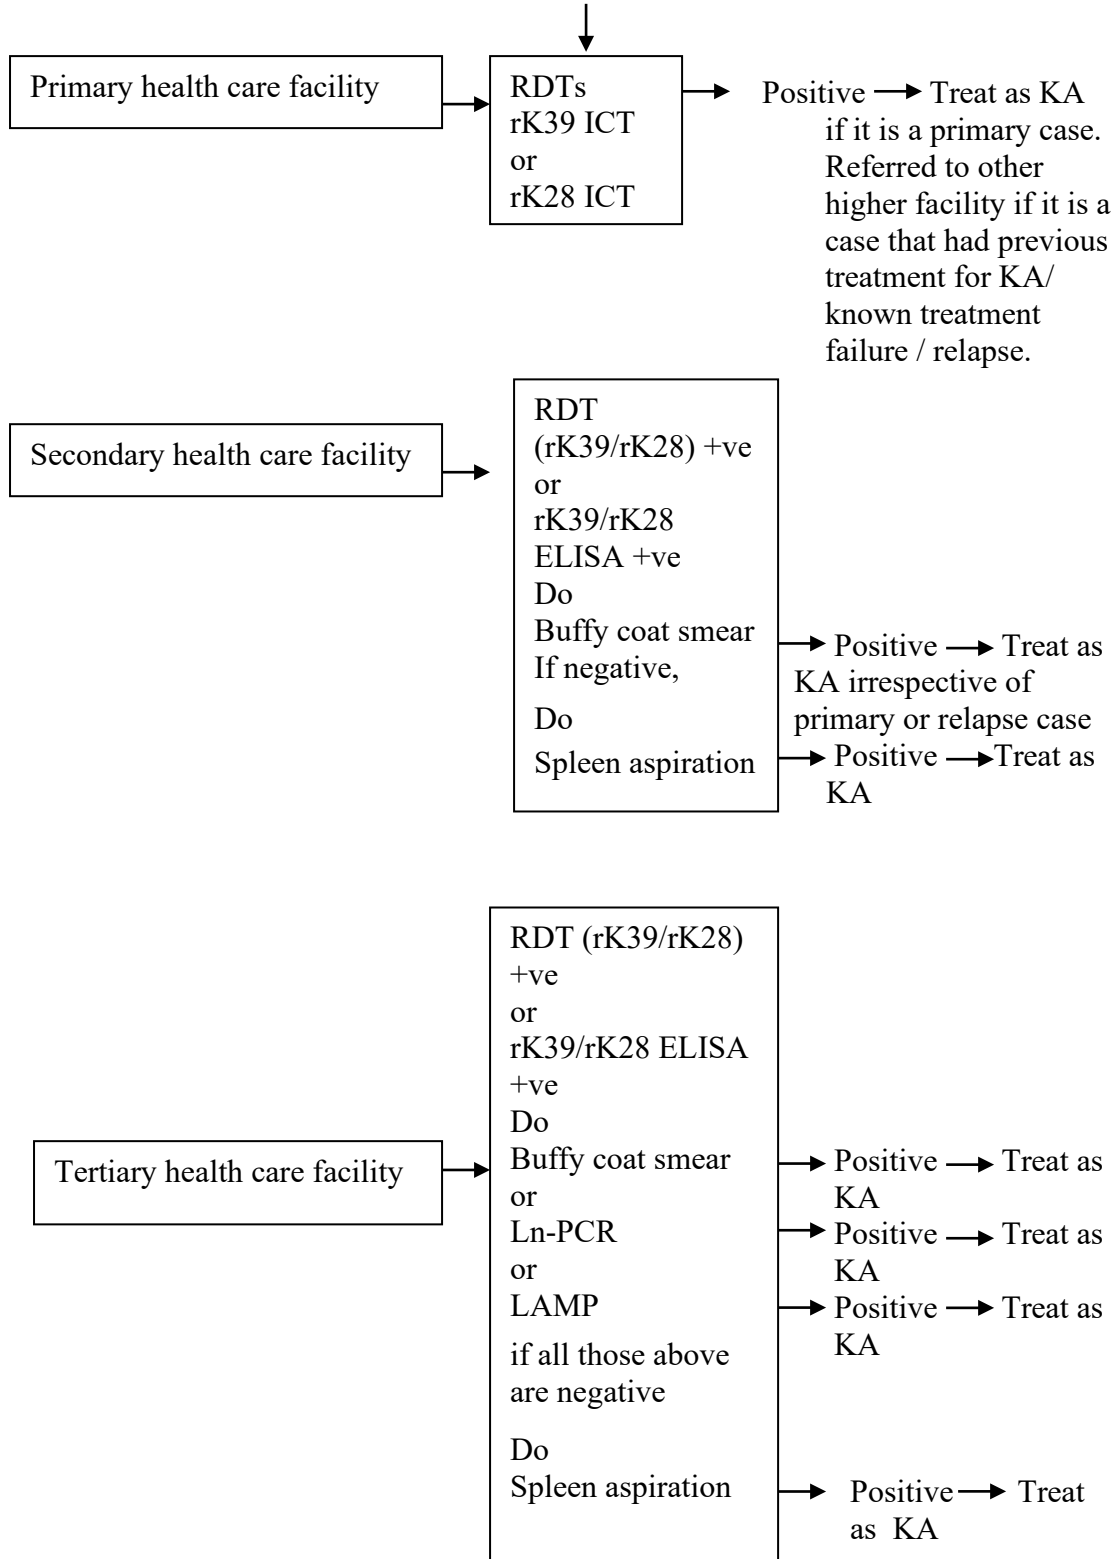 Primary health care facility
RDTs
rK39 ICT
or
rK28 ICT
Positive Treat as KA
if it is a primary case.
Referred to other
higher facility if it is a
case that had previous
treatment for KA/
known treatment
failure / relapse.
Secondary health care facility
RDT
(rK39/rK28) +ve
or
rK39/rK28
ELISA +ve
Do
Buffy coat smear
If negative,
Do
Spleen aspiration
Positive Treat as
KA irrespective of
primary or relapse case
Positive Treat as
KA
Tertiary health care facility
RDT (rK39/rK28)
+ve
or
rK39/rK28 ELISA
+ve
Do
Buffy coat smear
or
Ln-PCR
or
LAMP
if all those above
are negative
Do
Spleen aspiration
Positive Treat as
KA
Positive Treat as
KA
Positive Treat as
KA
Positive Treat
as KA